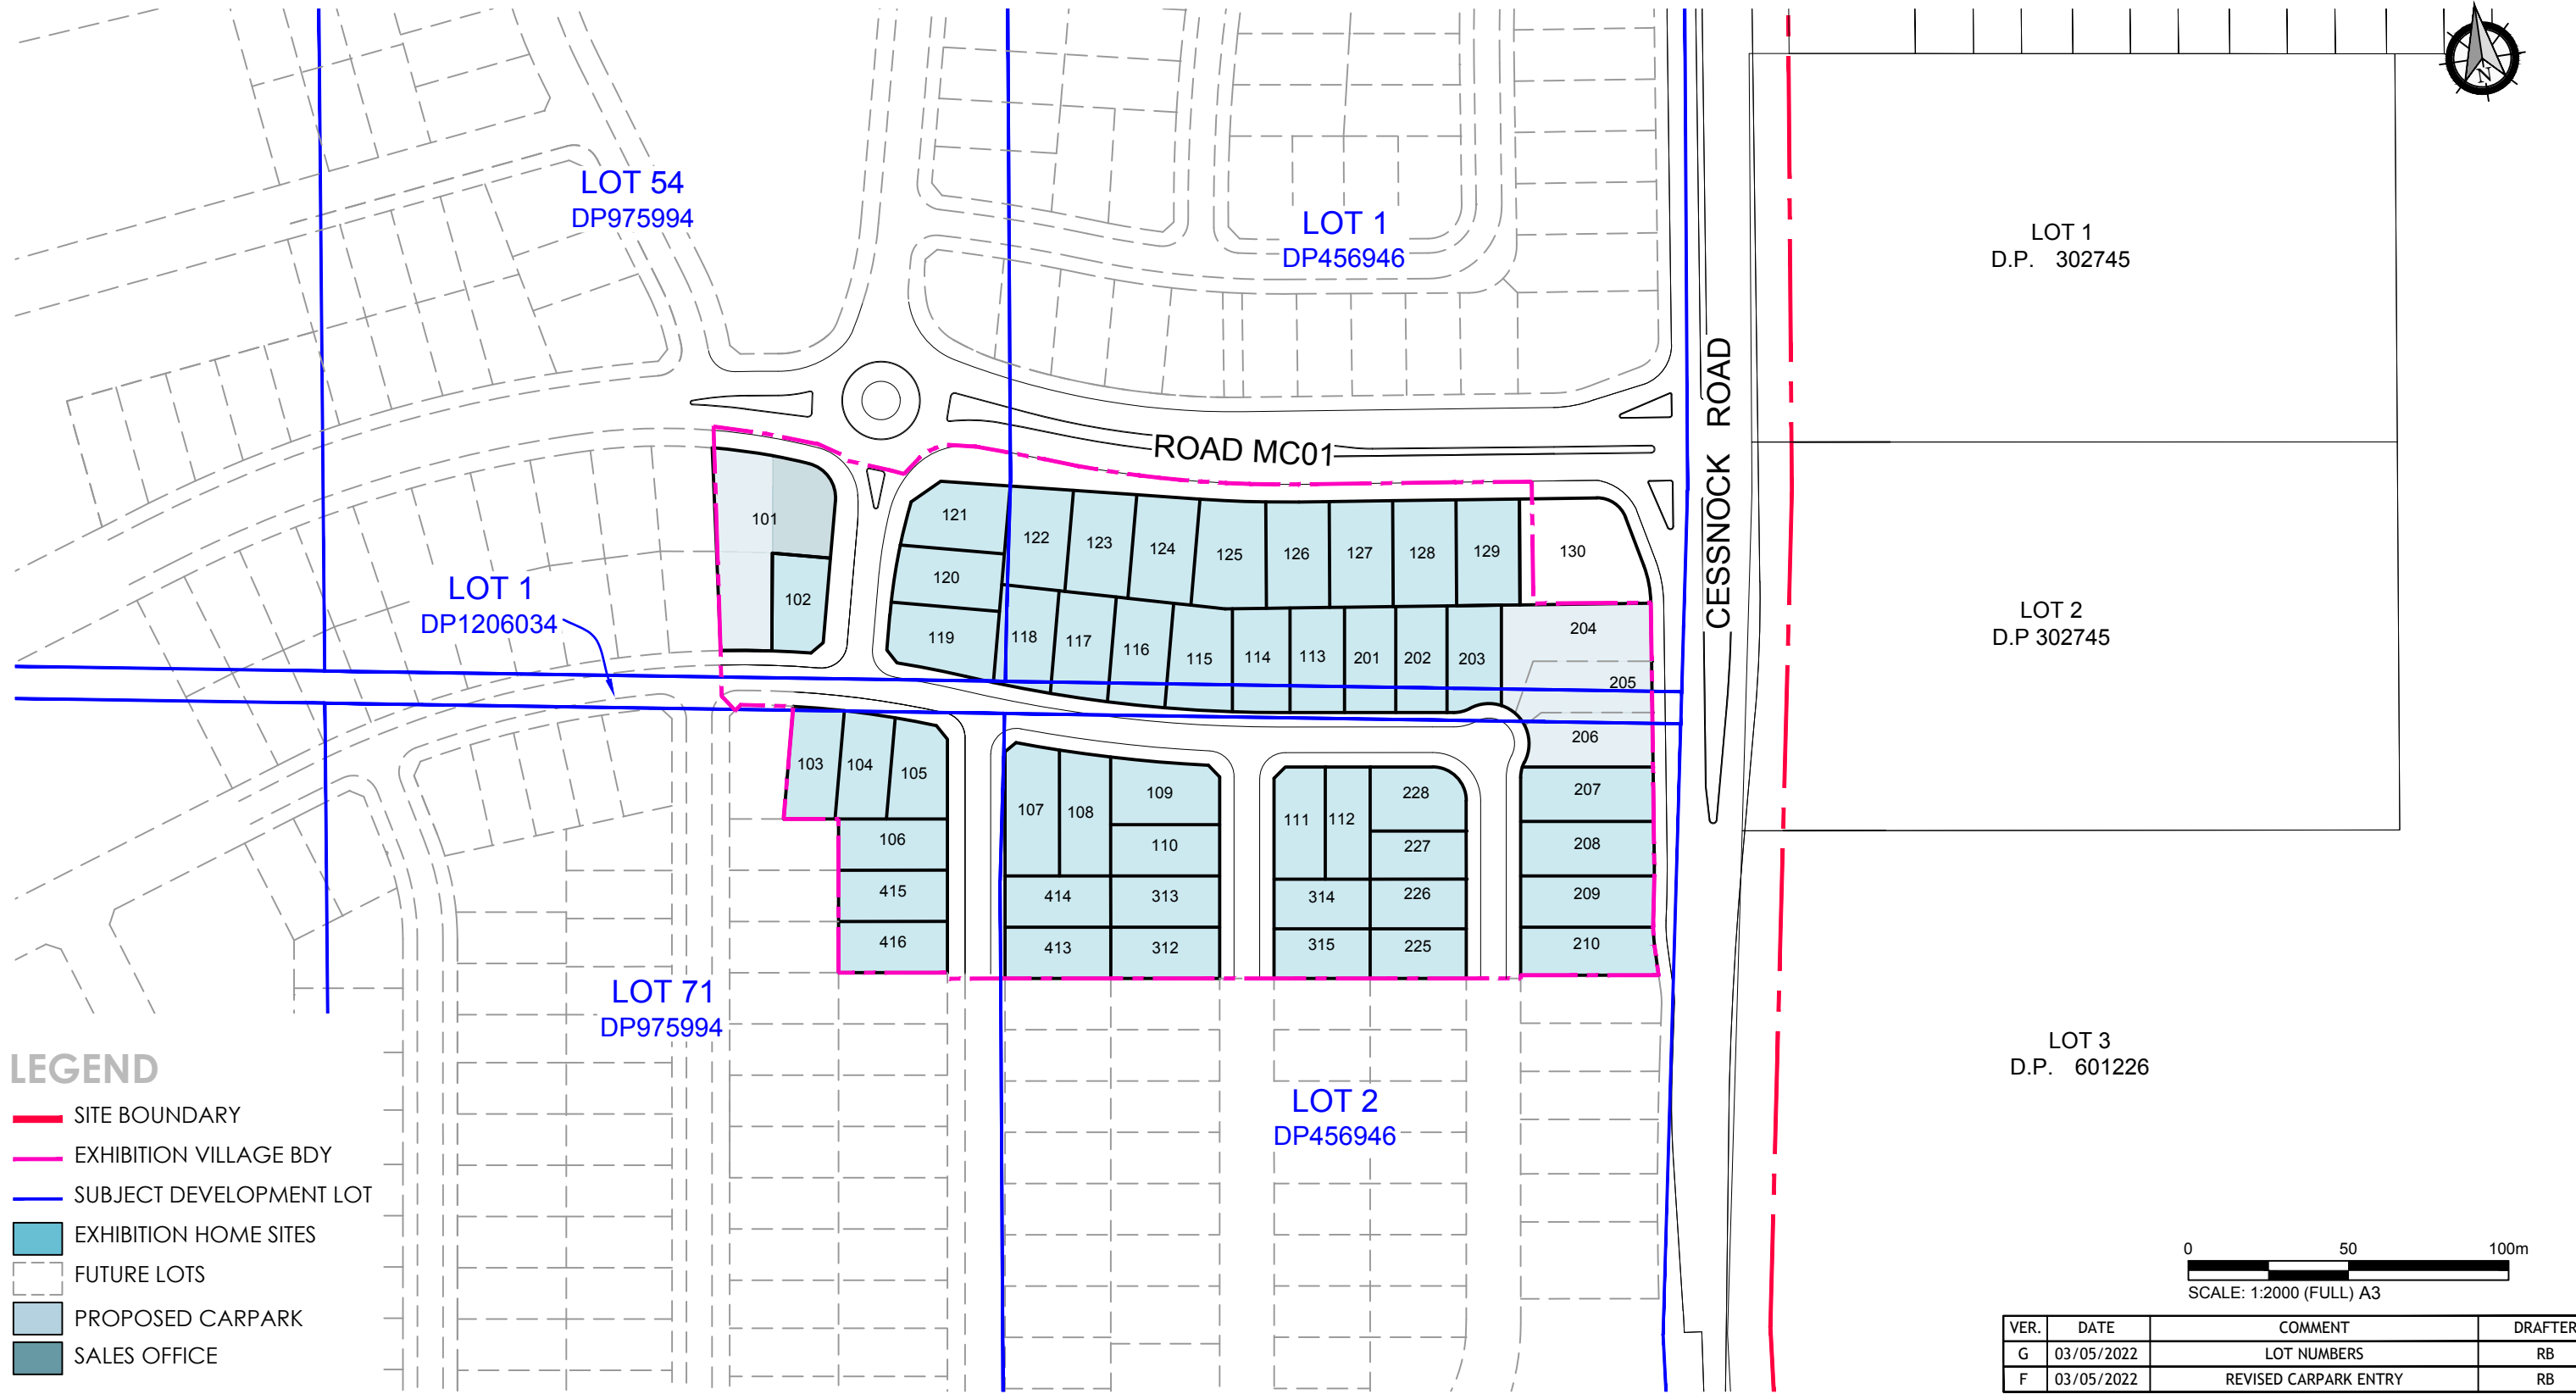 N
LOT 54
DP975994
LOT 1
DP456946
LOT 1
D.P. 302745
CESSNOCK ROAD
ROAD MC01
101
121
122
123
124
125
126
127
128
129
130
LOT 1
DP1206034
102
120
119
118
117
116
115
114
113
201
202
203
204
205
206
LOT 2
D.P 302745
103
104
105
107
108
109
111
112
228
207
106
110
227
208
415
414
313
314
226
209
416
413
312
315
225
210
LOT 71
DP975994
LOT 2
DP456946
LOT 3
D.P. 601226
LEGEND
SITE BOUNDARY
EXHIBITION VILLAGE BDY
SUBJECT DEVELOPMENT LOT
EXHIBITION HOME SITES
FUTURE LOTS
PROPOSED CARPARK
SALES OFFICE
0 50 100m
SCALE: 1:2000 (FULL) A3
VER. DATE COMMENT DRAFTER
G 03/05/2022 LOT NUMBERS RB
F 03/05/2022 REVISED CARPARK ENTRY RB